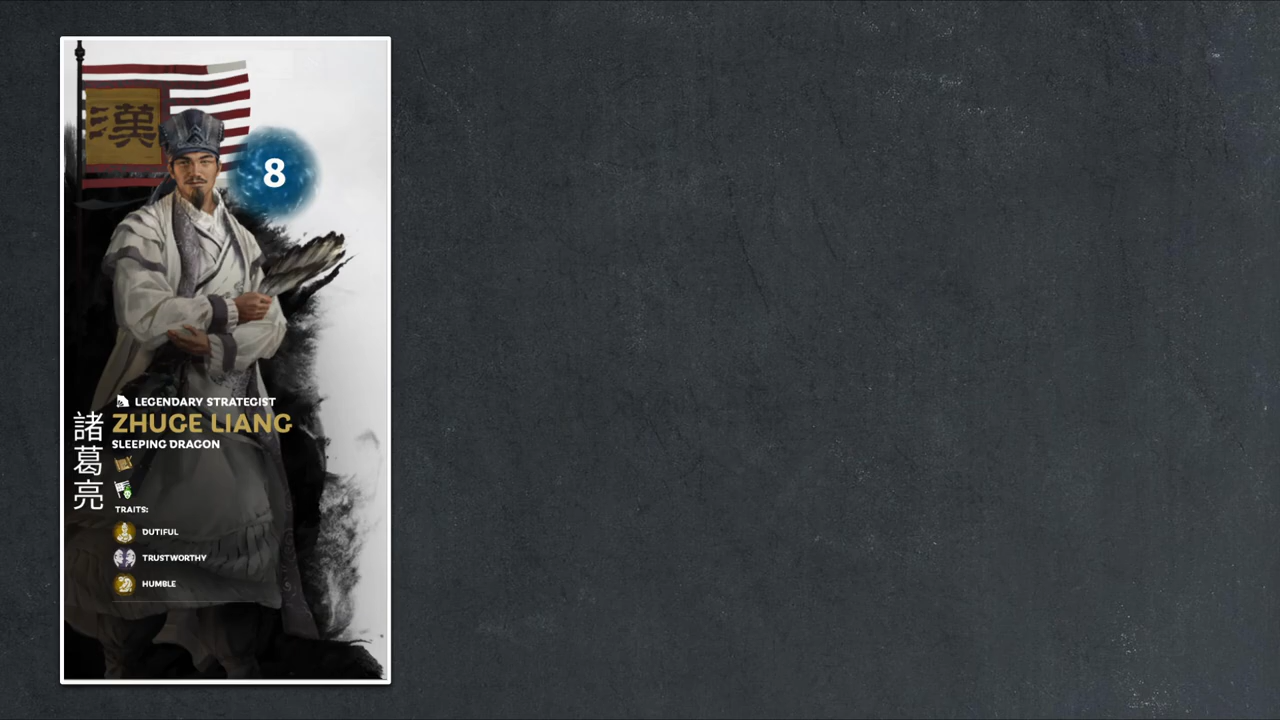 漢
8
LEGENDARY STRATEGIST
ZHUGE LIANG
SLEEPING DRAGON
諸葛亮
TRAITS:
DUTIFUL
TRUSTWORTHY
HUMBLE